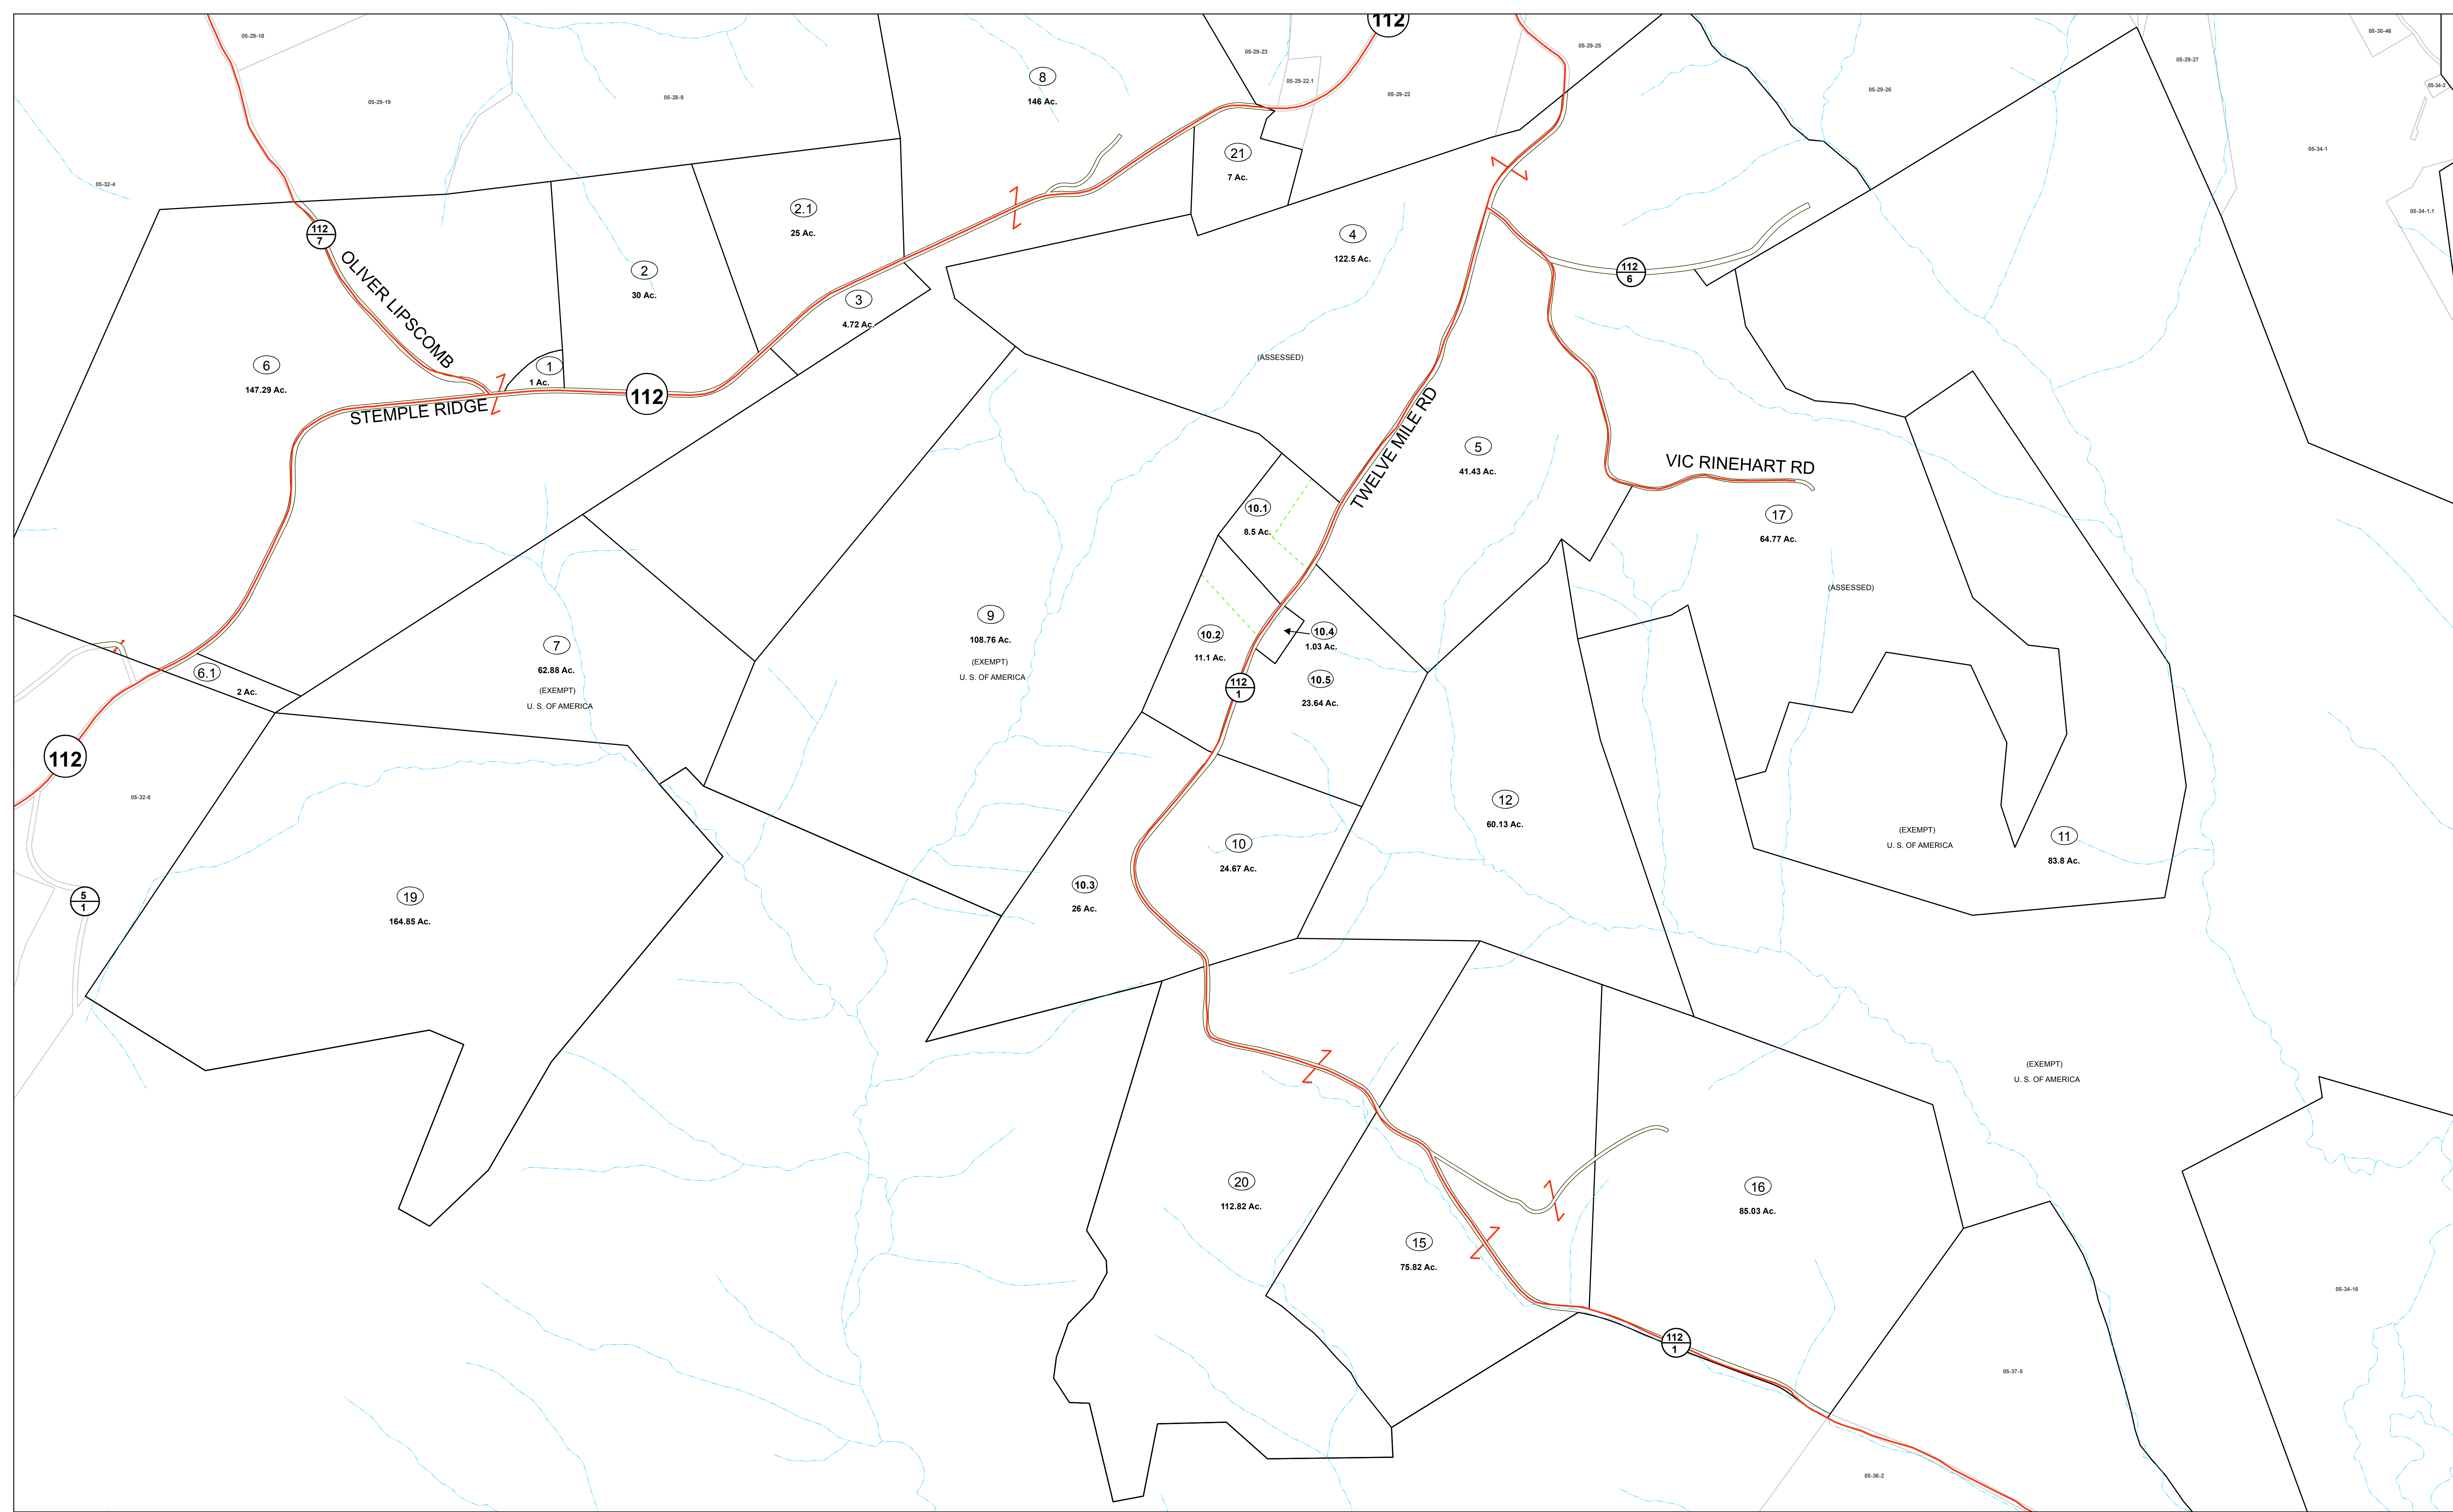 112
05-29-18
05-30-46
05-29-23
05-29-25
05-29-27
8
146 Ac.
05-29-22.1
05-34-3
05-29-19
05-28-9
05-29-22
05-29-26
05-34-1
21
7 Ac.
05-32-4
2.1
25 Ac.
05-34-1.1
112
7
4
122.5 Ac.
2
30 Ac.
112
6
OLIVER LIPSCOMB
3
4.72 Ac.
(ASSESSED)
6
147.29 Ac.
1
1 Ac.
112
STEMPLE RIDGE
TWELVE MILE RD
5
41.43 Ac.
VIC RINEHART RD
10.1
8.5 Ac.
17
64.77 Ac.
(ASSESSED)
9
108.76 Ac.
(EXEMPT)
U. S. OF AMERICA
10.2
11.1 Ac.
10.4
1.03 Ac.
7
62.88 Ac.
(EXEMPT)
U. S. OF AMERICA
6.1
2 Ac.
112
1
10.5
23.64 Ac.
112
05-32-8
12
60.13 Ac.
(EXEMPT)
U. S. OF AMERICA
11
83.8 Ac.
10
24.67 Ac.
10.3
26 Ac.
19
164.85 Ac.
5
1
(EXEMPT)
U. S. OF AMERICA
20
112.82 Ac.
16
85.03 Ac.
15
75.82 Ac.
05-34-16
112
1
05-37-5
05-36-2